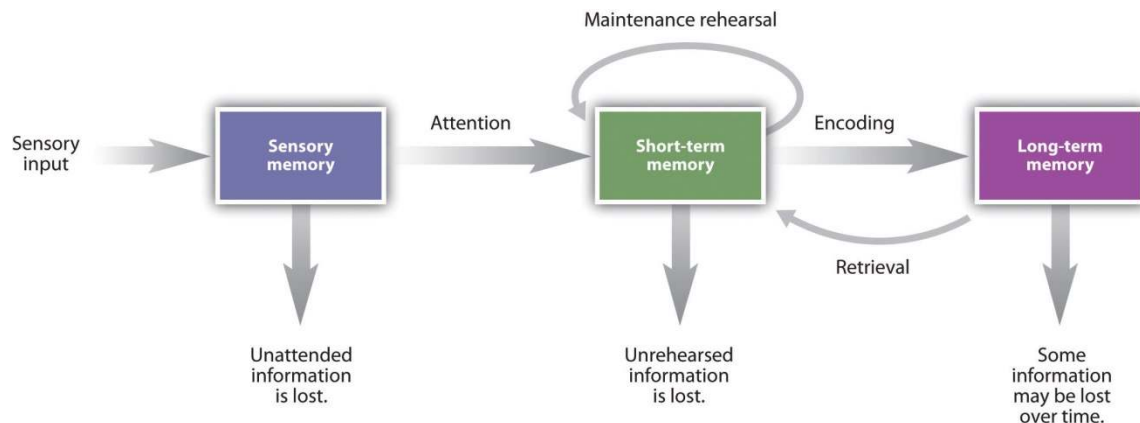 Maintenance rehearsal
Sensory
input
Sensory
memory
Attention
Short-term
memory
Encoding
Long-term
memory
Retrieval
Unattended
information
is lost.
Unrehearsed
information
is lost.
Some
information
may be lost
over time.